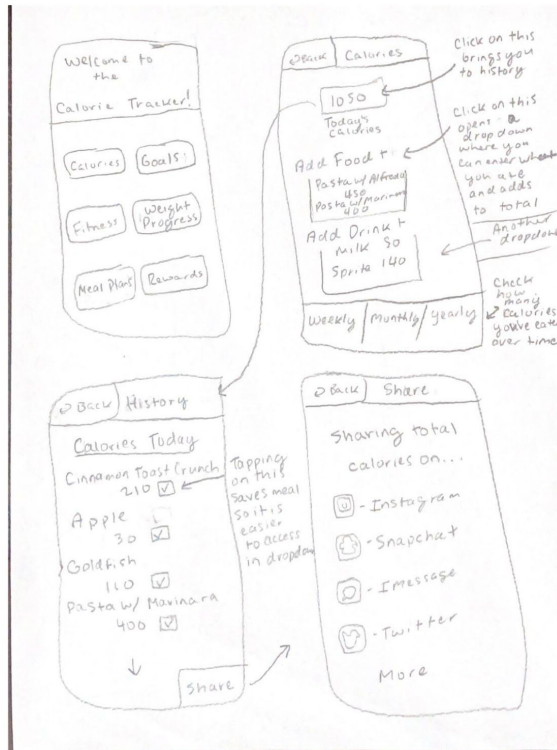 Welcome to
the
Calorie Tracker!
Calories
Goals
Fitness
Weight
Progress
Meal Plans
Rewards
Back
Calories
1050
Today's
Calories
Add Food +
Pasta w/ Alfredo
450
Pasta w/ Marinara
400
Add Drink +
Milk 50
Sprite 140
Weekly / Monthly / Yearly
Click on this
brings you
to history
Click on this
opens a
dropdown
where you
can enter what
you ate
and adds
to total
Another
dropdown
Check
how
many
calories
you've eaten
over time
Back
History
Calories Today
Cinnamon Toast Crunch
210
Apple
30
Goldfish
110
Pasta w/ Marinara
400
Share
Tapping
on this
saves meal
so it is
easier
to access
in dropdown
Back
Share
Sharing total
calories on...
- Instagram
- Snapchat
- Imessage
- Twitter
More